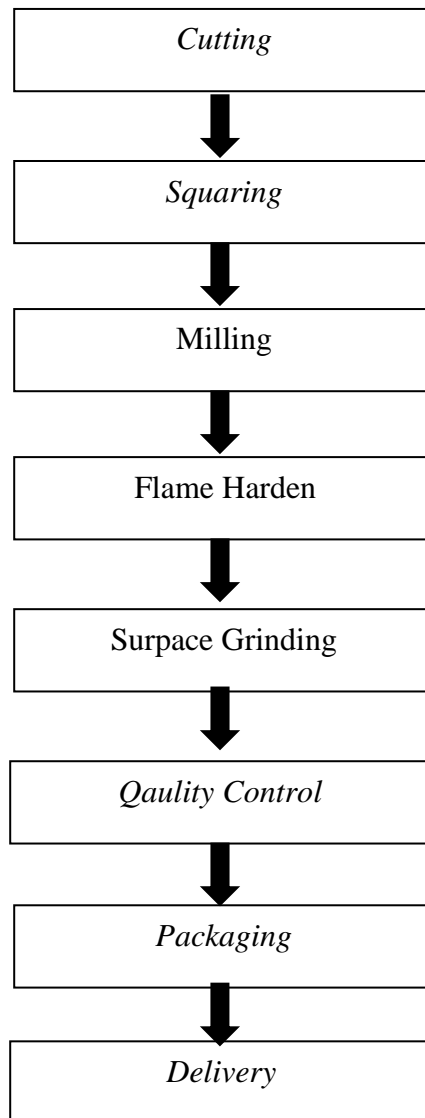 Cutting
Squaring
Milling
Flame Harden
Surpace Grinding
Qaulity Control
Packaging
Delivery